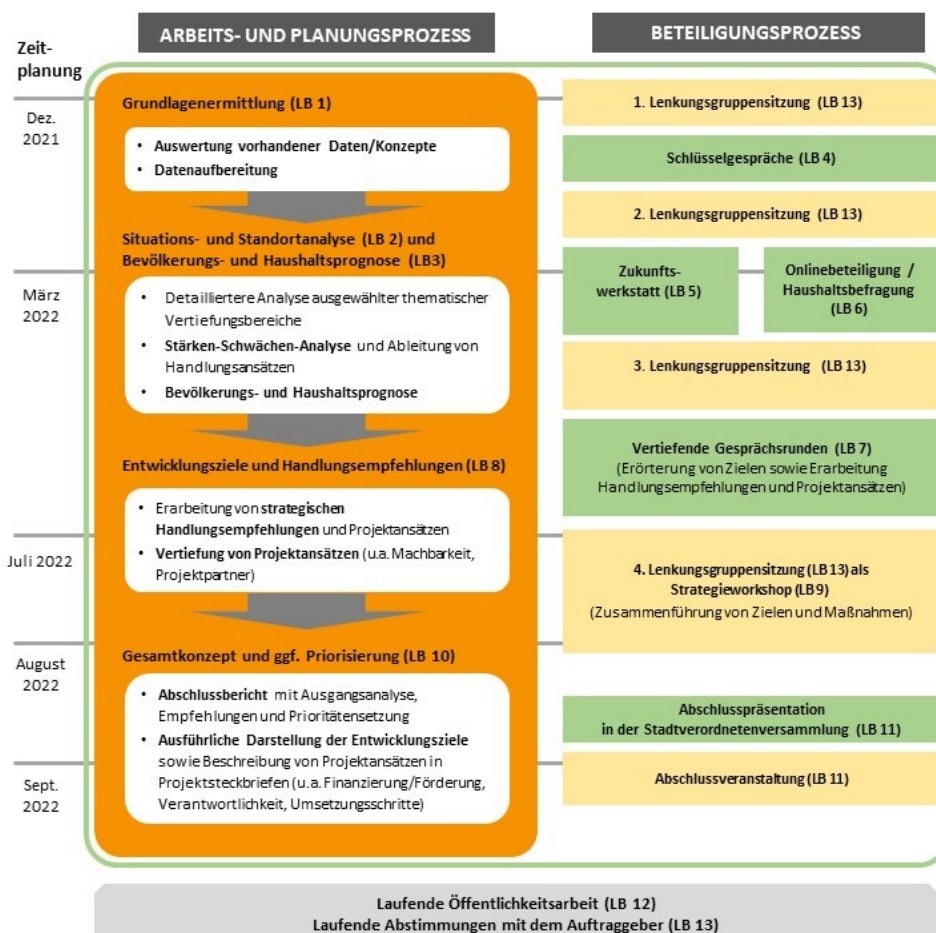 ARBEITS- UND PLANUNGSPROZESS
BETEILIGUNGSPROZESS
Zeit-
planung
Dez.
2021
März
2022
Juli 2022
August
2022
Sept.
2022
Grundlagenermittlung (LB 1)
• Auswertung vorhandener Daten/Konzepte
• Datenaufbereitung
Situations- und Standortanalyse (LB 2) und
Bevölkerungs- und Haushaltsprognose (LB3)
• Detailliertere Analyse ausgewählter thematischer
Vertiefungsbereiche
• Stärken-Schwächen-Analyse und Ableitung von
Handlungsansätzen
• Bevölkerungs- und Haushaltsprognose
Entwicklungsziele und Handlungsempfehlungen (LB 8)
• Erarbeitung von strategischen
Handlungsempfehlungen und Projektansätzen
• Vertiefung von Projektansätzen (u.a. Machbarkeit,
Projektpartner)
Gesamtkonzept und ggf. Priorisierung (LB 10)
• Abschlussbericht mit Ausgangsanalyse,
Empfehlungen und Prioritätensetzung
• Ausführliche Darstellung der Entwicklungsziele
sowie Beschreibung von Projektansätzen in
Projektsteckbriefen (u.a. Finanzierung/Förderung,
Verantwortlichkeit, Umsetzungsschritte)
1. Lenkungsgruppensitzung (LB 13)
Schlüsselgespräche (LB 4)
2. Lenkungsgruppensitzung (LB 13)
Zukunfts-
werkstatt (LB 5)
Onlinebeteiligung /
Haushaltsbefragung
(LB 6)
3. Lenkungsgruppensitzung (LB 13)
Vertiefende Gesprächsrunden (LB 7)
(Erörterung von Zielen sowie Erarbeitung
Handlungsempfehlungen und Projektansätzen)
4. Lenkungsgruppensitzung (LB 13) als
Strategieworkshop (LB 9)
(Zusammenführung von Zielen und Maßnahmen)
Abschlusspräsentation
in der Stadtverordnetenversammlung (LB 11)
Abschlussveranstaltung (LB 11)
Laufende Öffentlichkeitsarbeit (LB 12)
Laufende Abstimmungen mit dem Auftraggeber (LB 13)